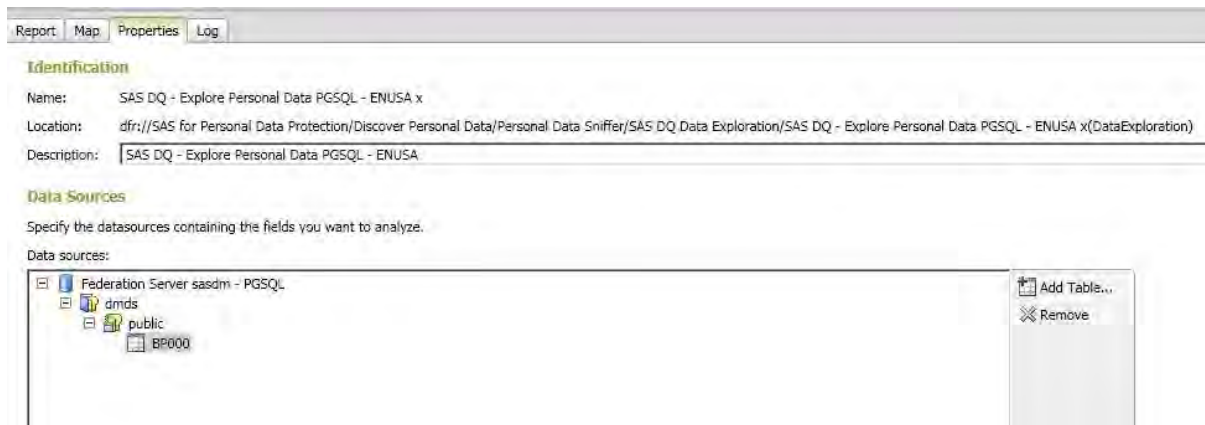 Report Map Properties Log
Identification
Name: SAS DQ - Explore Personal Data PGSQL - ENUSA x
Location: dfr://SAS for Personal Data Protection/Discover Personal Data/Personal Data Sniffer/SAS DQ Data Exploration/SAS DQ - Explore Personal Data PGSQL - ENUSA x(DataExploration)
Description: SAS DQ - Explore Personal Data PGSQL - ENUSA
Data Sources
Specify the datasources containing the fields you want to analyze.
Data sources:
Federation Server sasdm - PGSQL Add Table...
dmds Remove
public
BP000